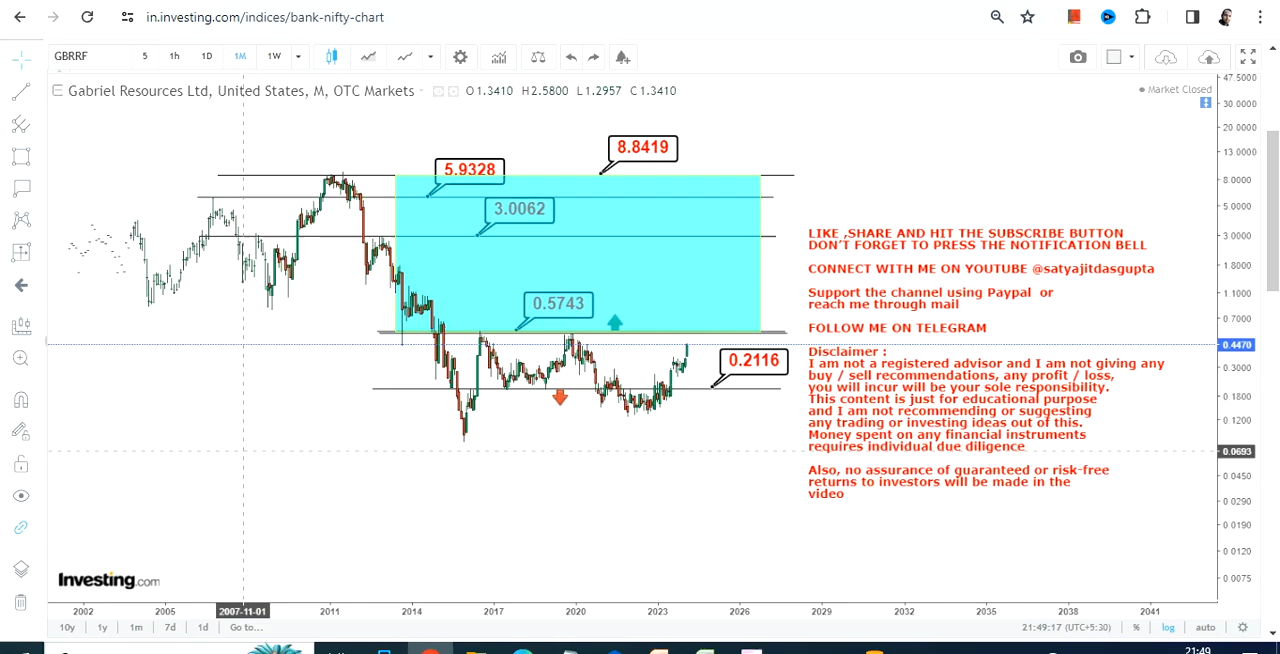 in.investing.com/indices/bank-nifty-chart
GBRRF 5 1h 1D 1M 1W
Gabriel Resources Ltd, United States, M, OTC Markets O1.3410 H2.5800 L1.2957 C1.3410
Market Closed
47.5000
30.0000
20.0000
13.0000
8.0000
5.0000
3.0000
1.8000
1.1000
0.7000
0.4470
0.3000
0.1800
0.1200
0.0693
0.0450
0.0290
0.0190
0.0120
0.0075
8.8419
5.9328
3.0062
0.5743
0.2116
LIKE ,SHARE AND HIT THE SUBSCRIBE BUTTON
DON'T FORGET TO PRESS THE NOTIFICATION BELL
CONNECT WITH ME ON YOUTUBE @satyajitdasgupta
Support the channel using Paypal or
reach me through mail
FOLLOW ME ON TELEGRAM
Disclaimer :
I am not a registered advisor and I am not giving any
buy / sell recommendations, any profit / loss,
you will incur will be your sole responsibility.
This content is just for educational purpose
and I am not recommending or suggesting
any trading or investing ideas out of this.
Money spent on any financial instruments
requires individual due diligence
Also, no assurance of guaranteed or risk-free
returns to investors will be made in the
video
Investing.com
2002 2005 2007-11-01 2011 2014 2017 2020 2023 2026 2029 2032 2035 2038 2041
10y 1y 1m 7d 1d Go to... 21:49:17 (UTC+5:30) % log auto
21:49